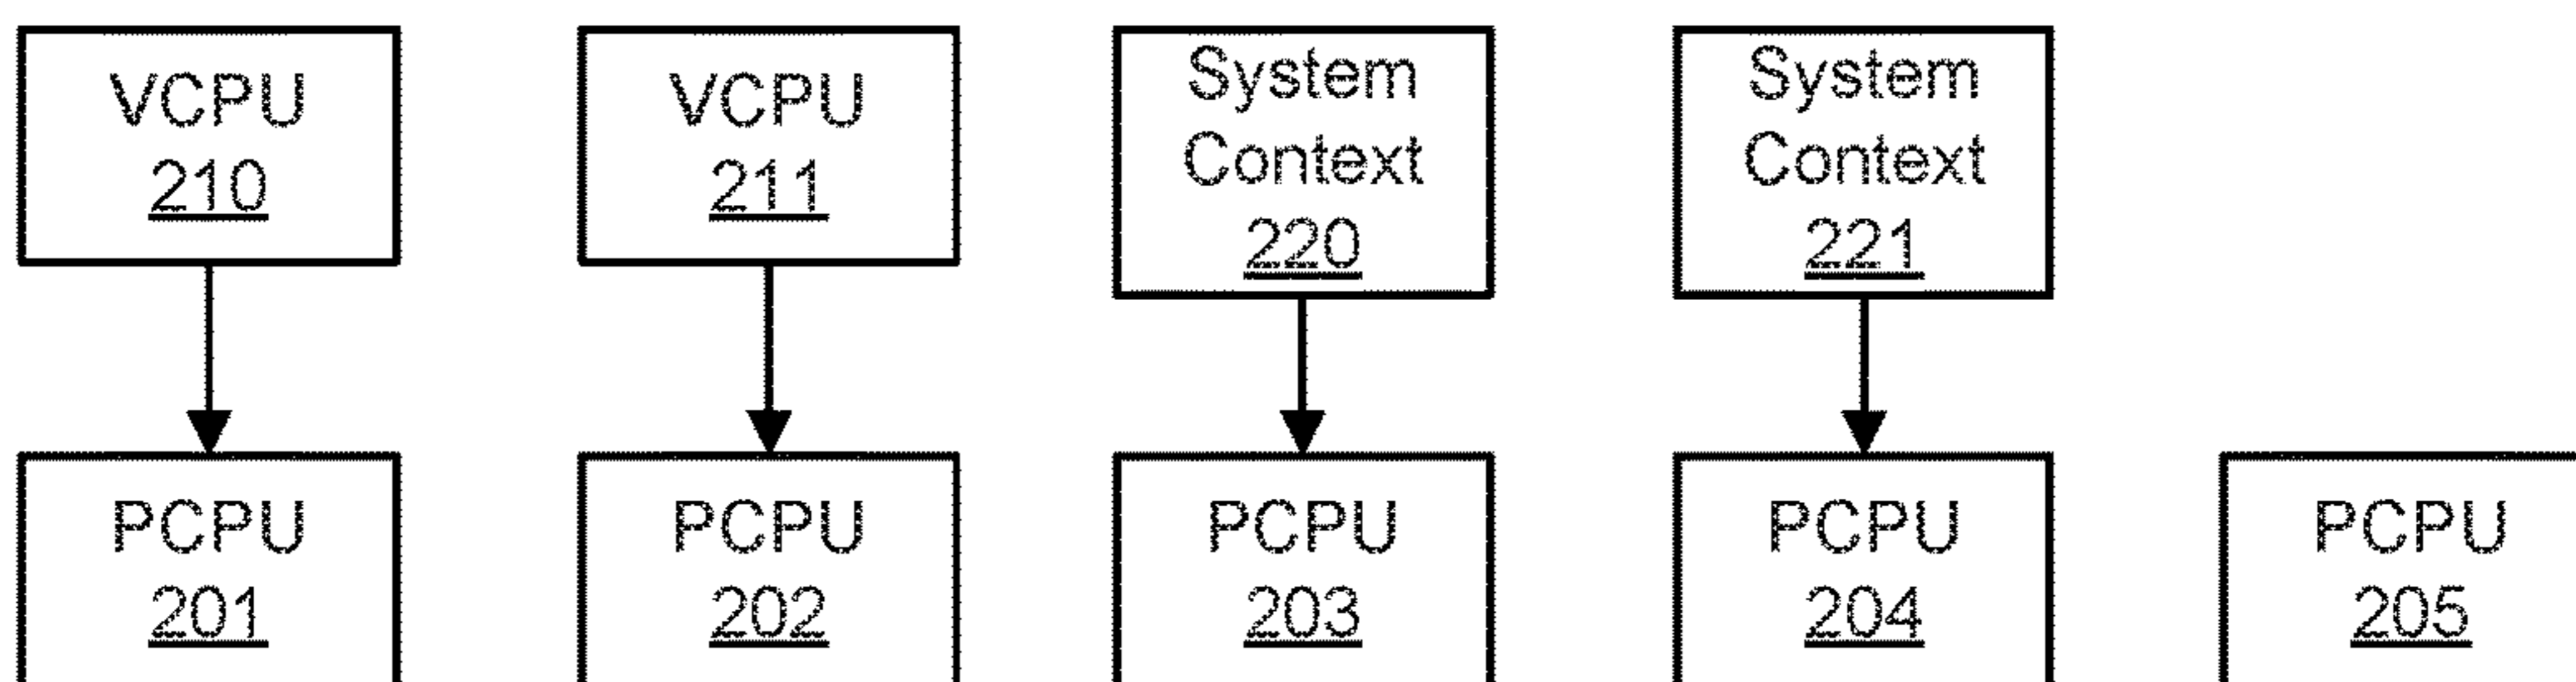 VCPU
210
VCPU
211
System
Context
220
System
Context
221
PCPU
201
PCPU
202
PCPU
203
PCPU
204
PCPU
205